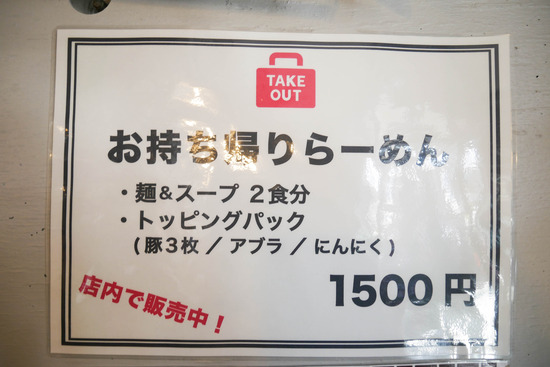 TAKE
OUT
お持ち帰りらーめん
・麺&スープ 2食分
・トッピングパック
(豚3枚 / アブラ / にんにく)
1500円
店内で販売中!